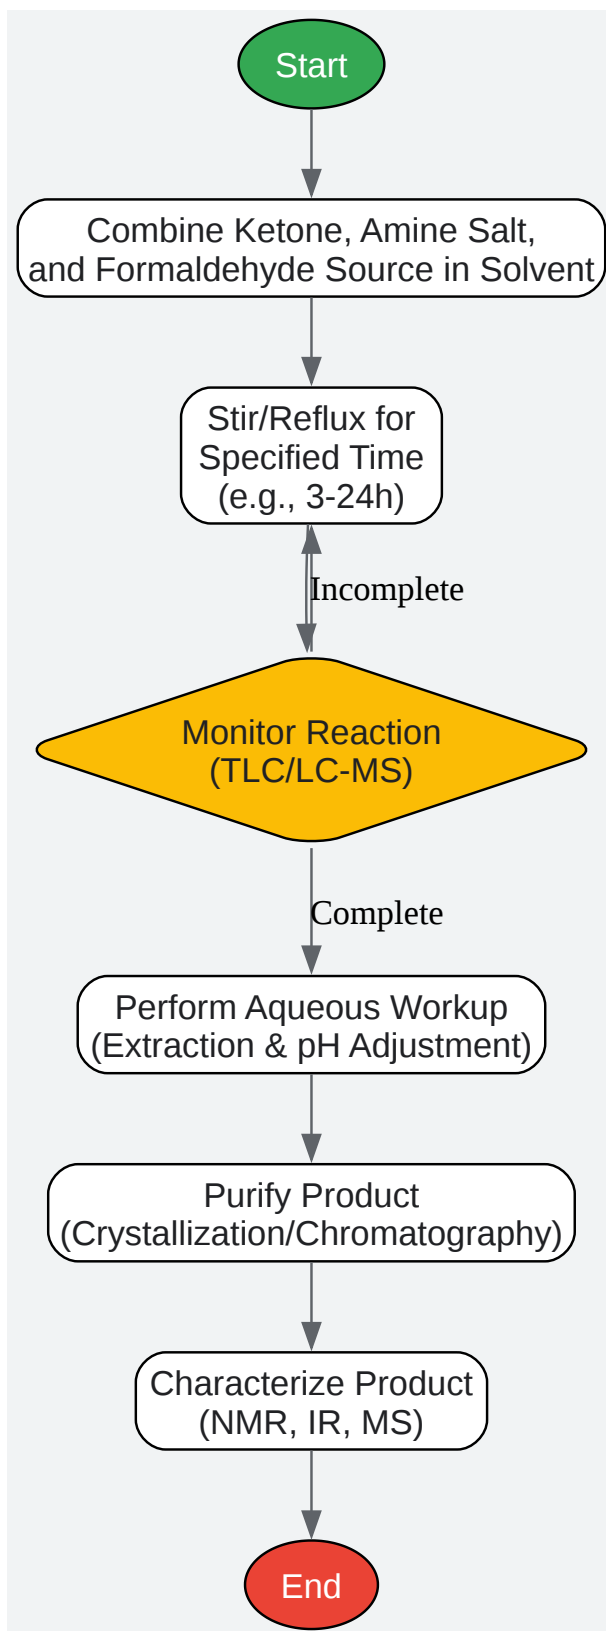 Start
Combine Ketone, Amine Salt,
and Formaldehyde Source in Solvent
Stir/Reflux for
Specified Time
(e.g., 3-24h)
Incomplete
Monitor Reaction
(TLC/LC-MS)
Complete
Perform Aqueous Workup
(Extraction & pH Adjustment)
Purify Product
(Crystallization/Chromatography)
Characterize Product
(NMR, IR, MS)
End